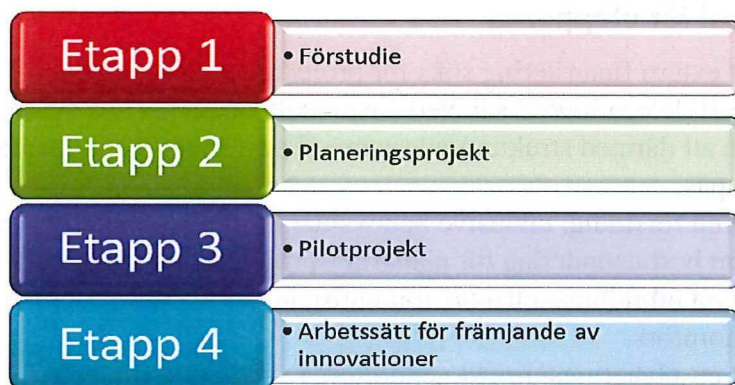 Etapp 1
• Förstudie
Etapp 2
• Planeringsprojekt
Etapp 3
• Pilotprojekt
Etapp 4
• Arbetssätt för främjande av
innovationer